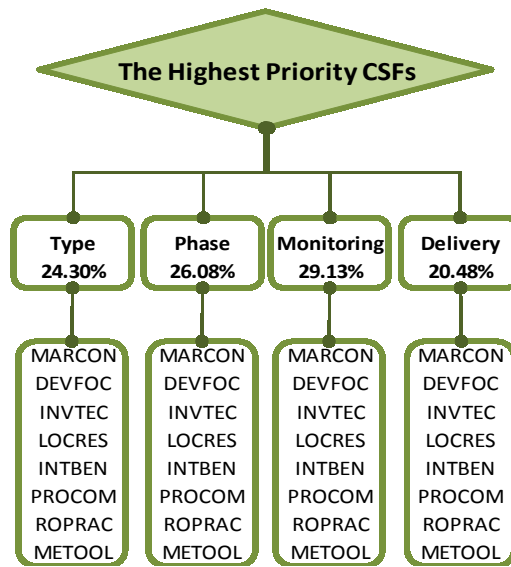 The Highest Priority CSFs
Type Phase Monitoring Delivery
24.30% 26.08% 29.13% 20.48%
MARCON MARCON MARCON MARCON
DEVFOC DEVFOC DEVFOC DEVFOC
INVTEC INVTEC INVTEC INVTEC
LOCRES LOCRES LOCRES LOCRES
INTBEN INTBEN INTBEN INTBEN
PROCOM PROCOM PROCOM PROCOM
ROPRAC ROPRAC ROPRAC ROPRAC
METOOL METOOL METOOL METOOL